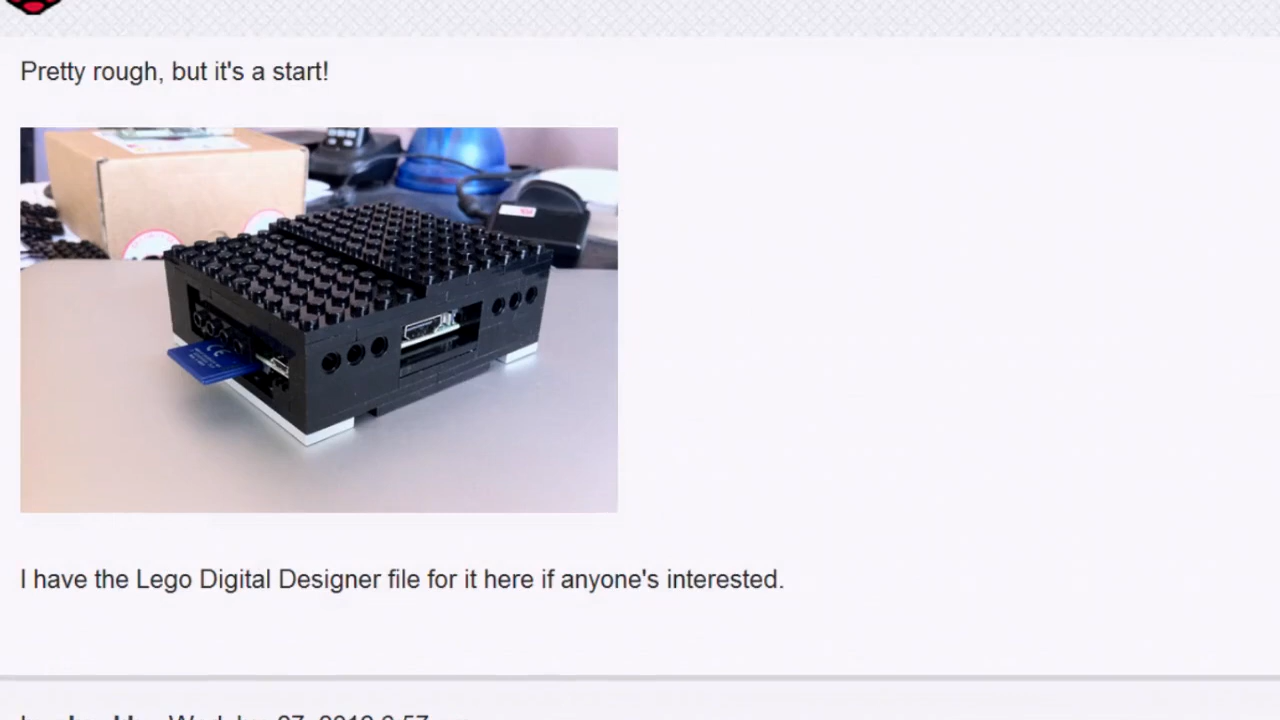 Pretty rough, but it's a start!
I have the Lego Digital Designer file for it here if anyone's interested.